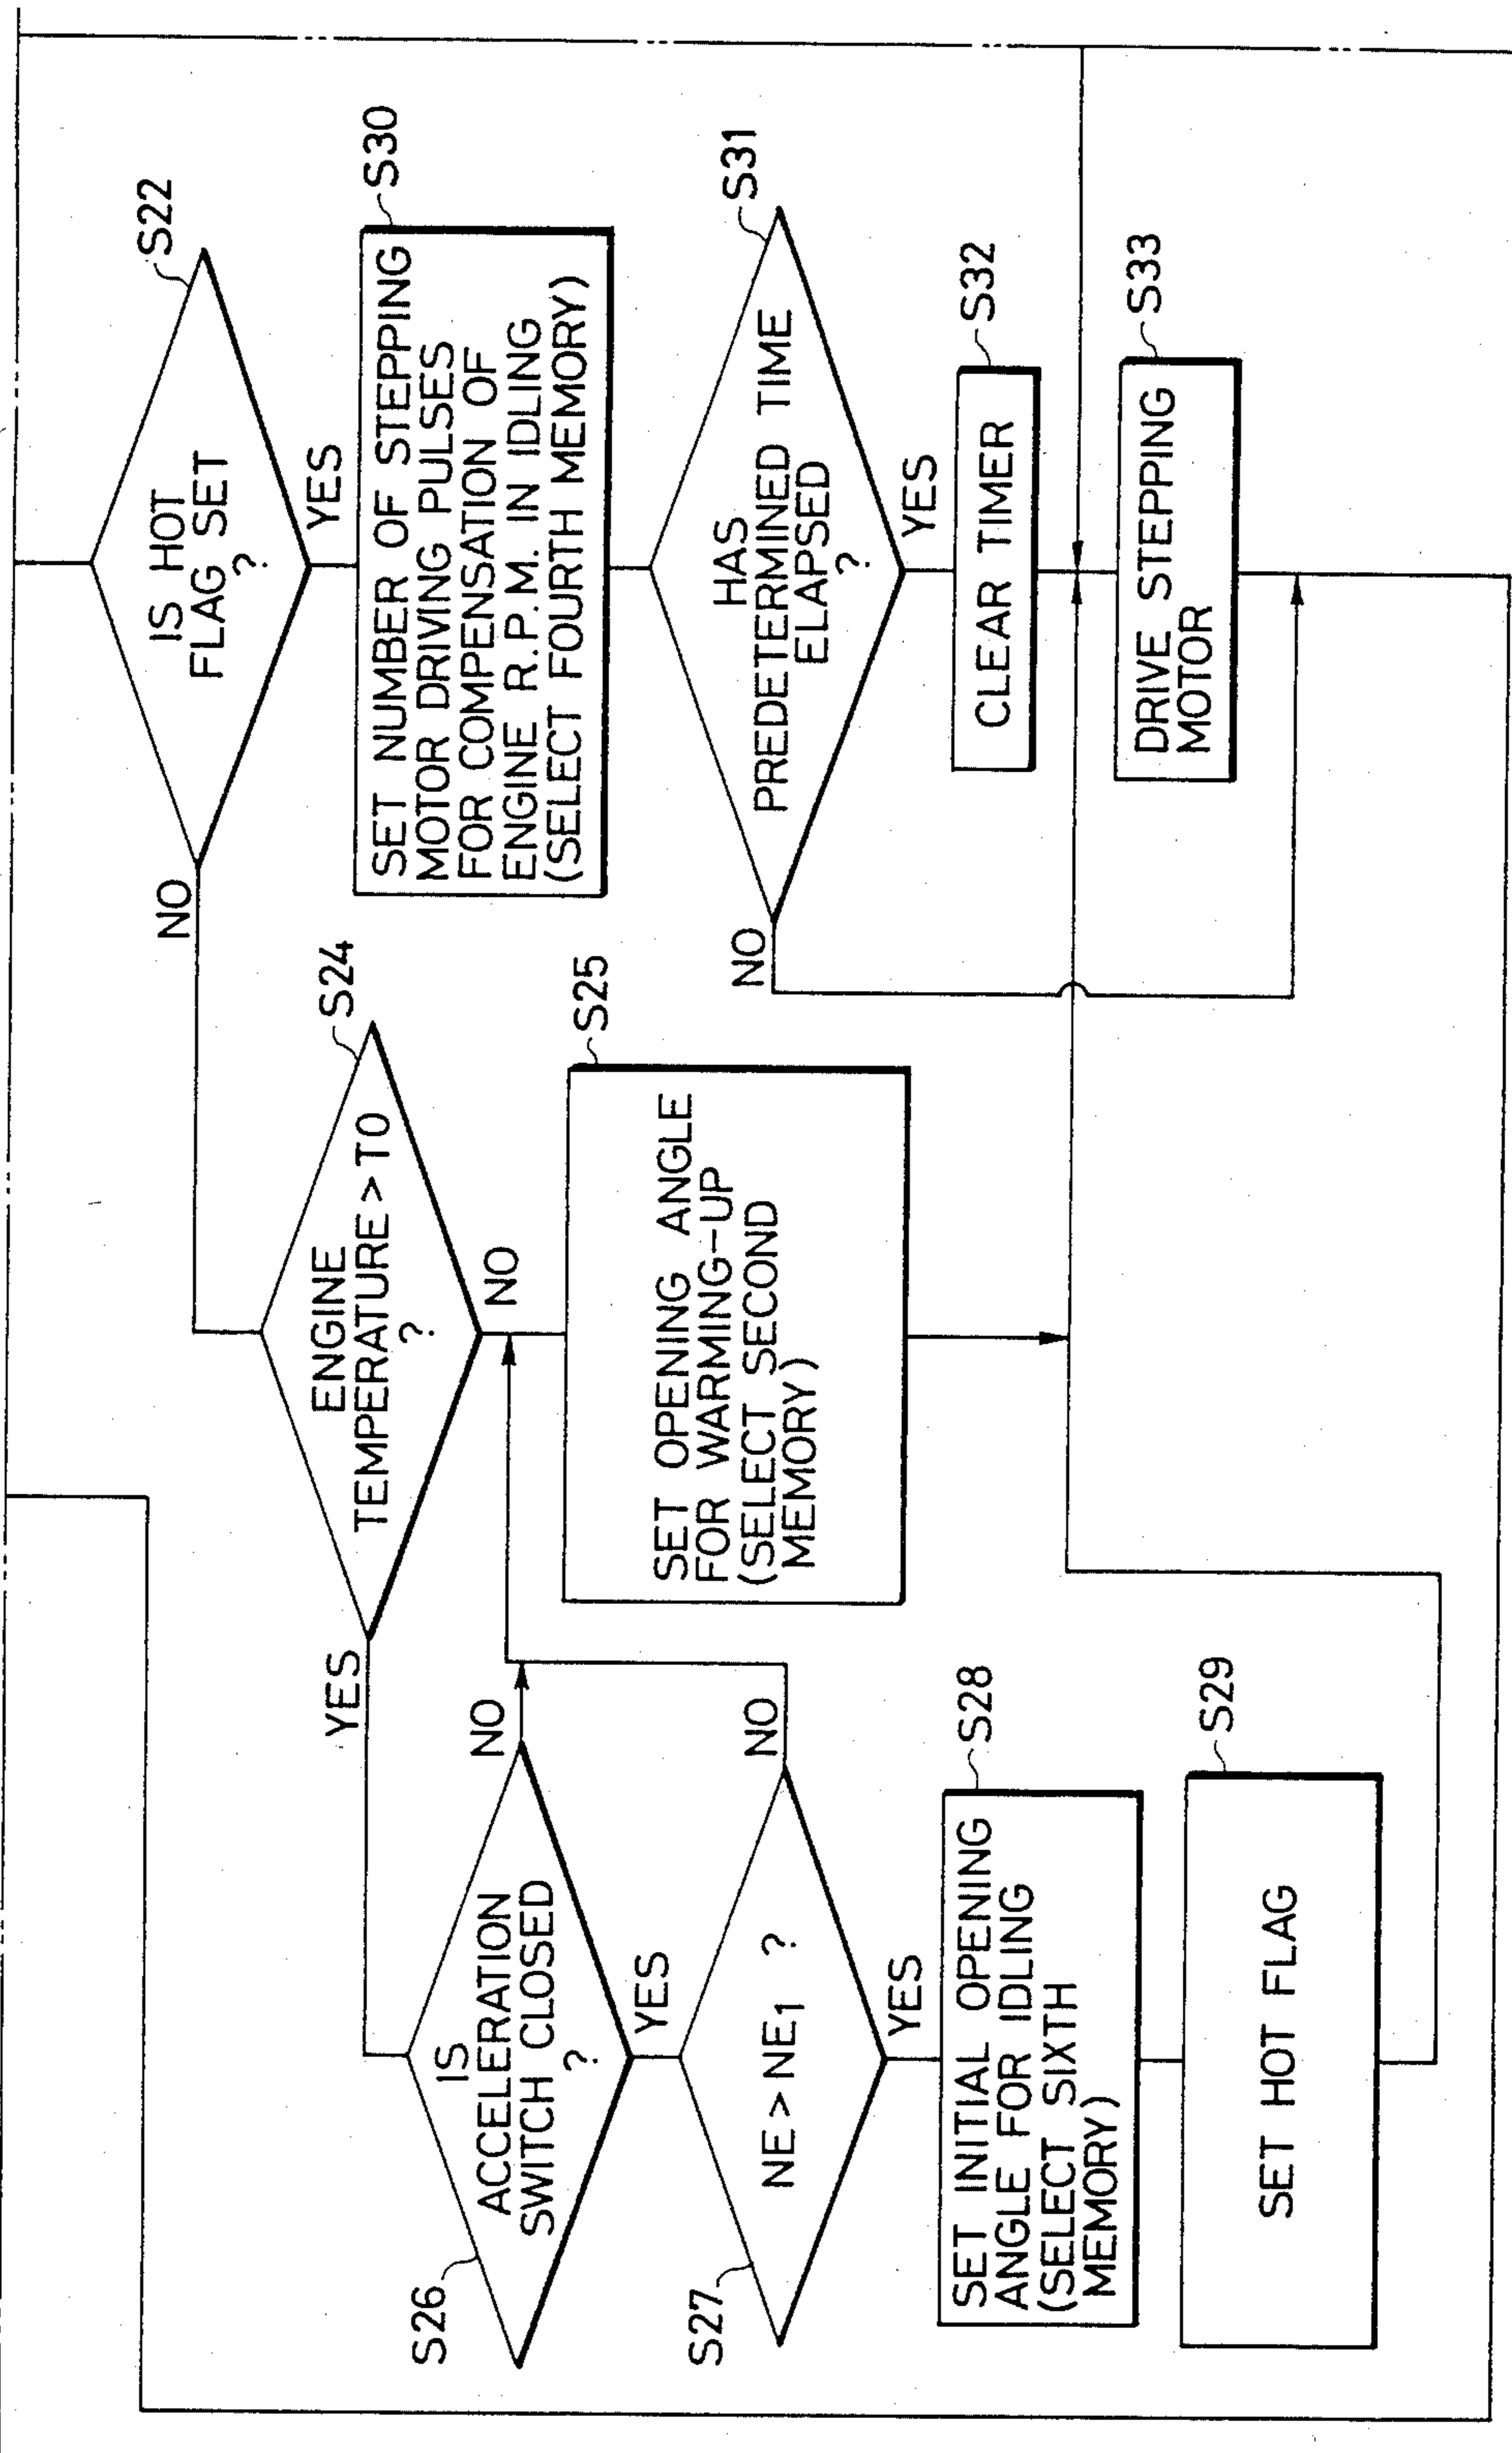 IS HOT
FLAG SET
?
S22
NO
YES
SET NUMBER OF STEPPING
MOTOR DRIVING PULSES
FOR COMPENSATION OF
ENGINE R.P.M. IN IDLING
(SELECT FOURTH MEMORY)
S30
HAS
PREDETERMINED TIME
ELAPSED
?
S31
NO
YES
CLEAR TIMER
S32
DRIVE STEPPING
MOTOR
S33
ENGINE
TEMPERATURE > TO
?
S24
YES
NO
SET OPENING ANGLE
FOR WARMING-UP
(SELECT SECOND
MEMORY)
S25
IS
ACCELERATION
SWITCH CLOSED
?
S26
NO
YES
NE > NE1 ?
S27
NO
YES
SET INITIAL OPENING
ANGLE FOR IDLING
(SELECT SIXTH
MEMORY)
S28
SET HOT FLAG
S29